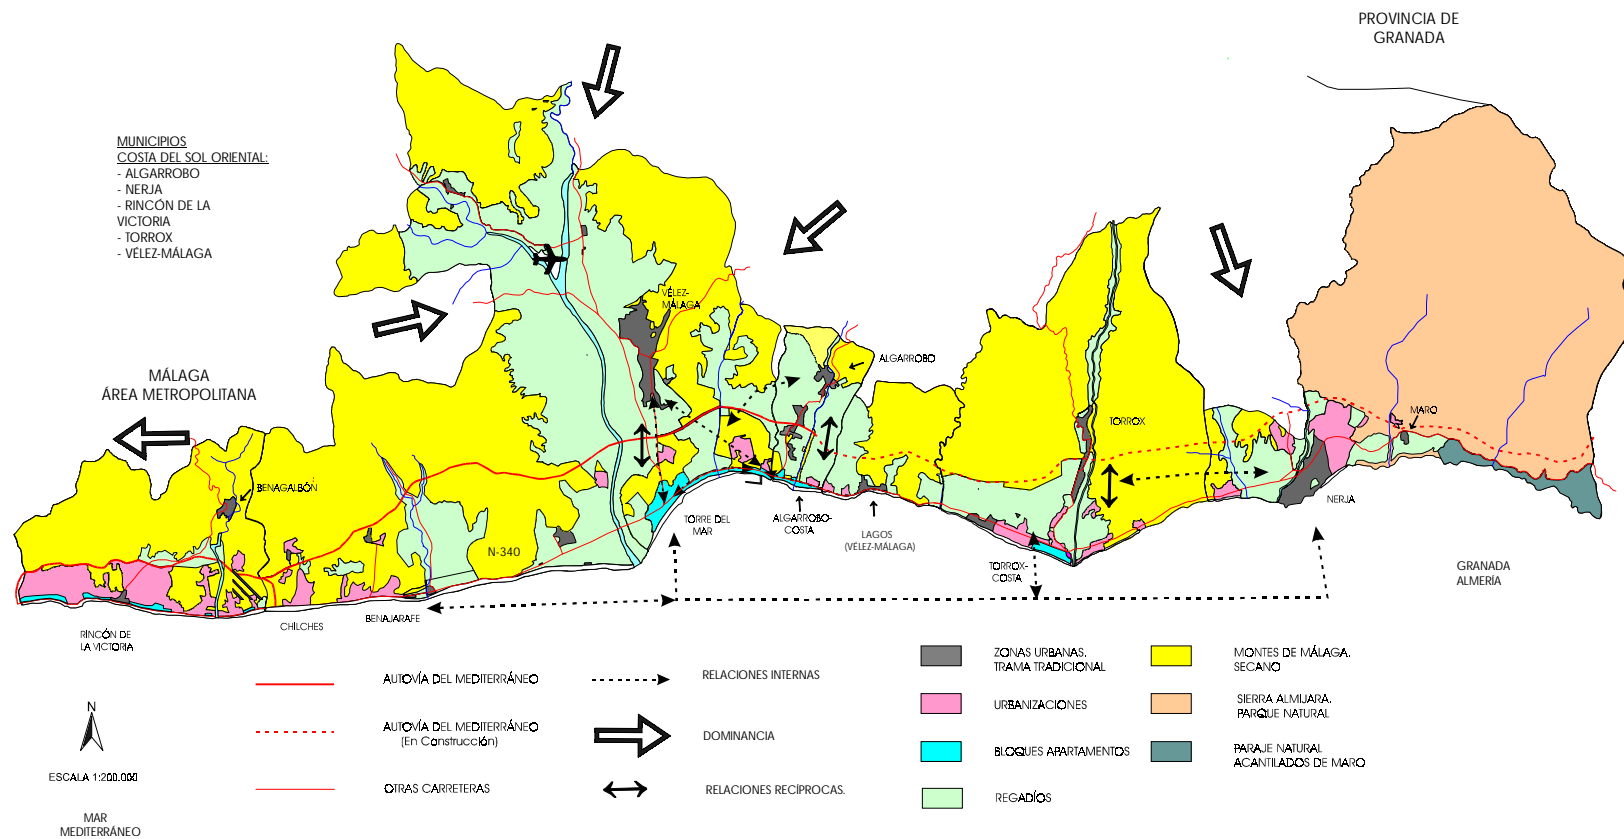 PROVINCIA DE
GRANADA
MUNICIPIOS
COSTA DEL SOL ORIENTAL:
- ALGARROBO
- NERJA
- RINCÓN DE LA
VICTORIA
- TORROX
- VÉLEZ-MÁLAGA
VÉLEZ-
MÁLAGA
ALGARROBO
MÁLAGA
ÁREA METROPOLITANA
TORROX
MARO
BENAGALBÓN
NERJA
N-340
TORRE DEL
MAR
ALGARROBO-
COSTA
LAGOS
(VÉLEZ-MÁLAGA)
TORROX-
COSTA
GRANADA
ALMERÍA
RINCÓN DE
LA VICTORIA
CHILCHES
BENAJARAFE
AUTOVÍA DEL MEDITERRÁNEO
AUTOVÍA DEL MEDITERRÁNEO
(En Construcción)
OTRAS CARRETERAS
RELACIONES INTERNAS
DOMINANCIA
RELACIONES RECÍPROCAS.
ZONAS URBANAS.
TRAMA TRADICIONAL
URBANIZACIONES
BLOQUES APARTAMENTOS
REGADÍOS
MONTES DE MÁLAGA.
SECANO
SIERRA ALMIJARA.
PARQUE NATURAL
PARAJE NATURAL
ACANTILADOS DE MARO
N
ESCALA 1:200.000
MAR
MEDITERRÁNEO